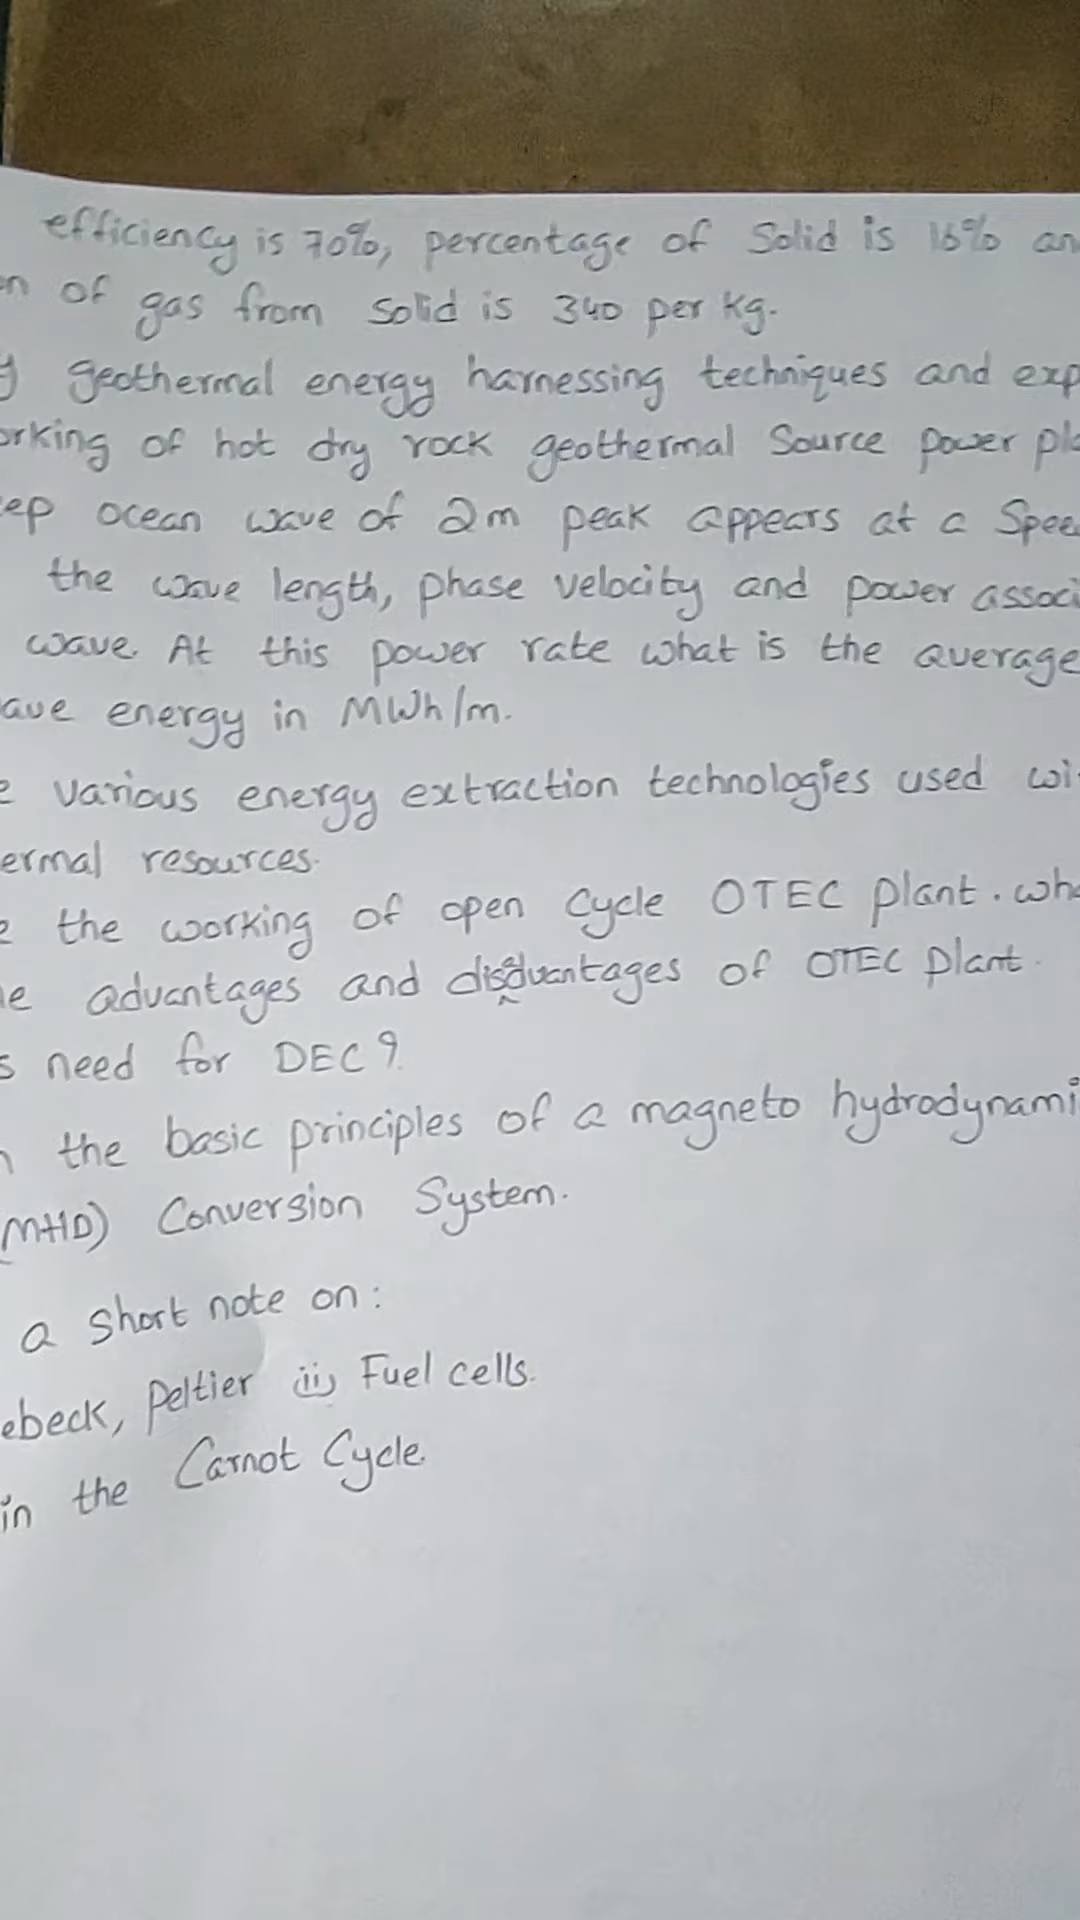 efficiency is 70%, percentage of Solid is 16% an
n of gas from solid is 340 per kg.
y geothermal energy harnessing techniques and exp
orking of hot dry rock geothermal Source power pla
eep ocean wave of 2m peak appears at a Spee
the wave length, phase velocity and power associ
wave. At this power rate what is the average
ave energy in MWh/m.
e various energy extraction technologies used wi
ermal resources.
e the working of open cycle OTEC plant. wha
e advantages and disadvantages of OTEC plant.
s need for DEC?
n the basic principles of a magneto hydrodynami
(MHD) Conversion System.
a short note on:
ebeck, Peltier ii) Fuel cells.
in the Carnot Cycle.